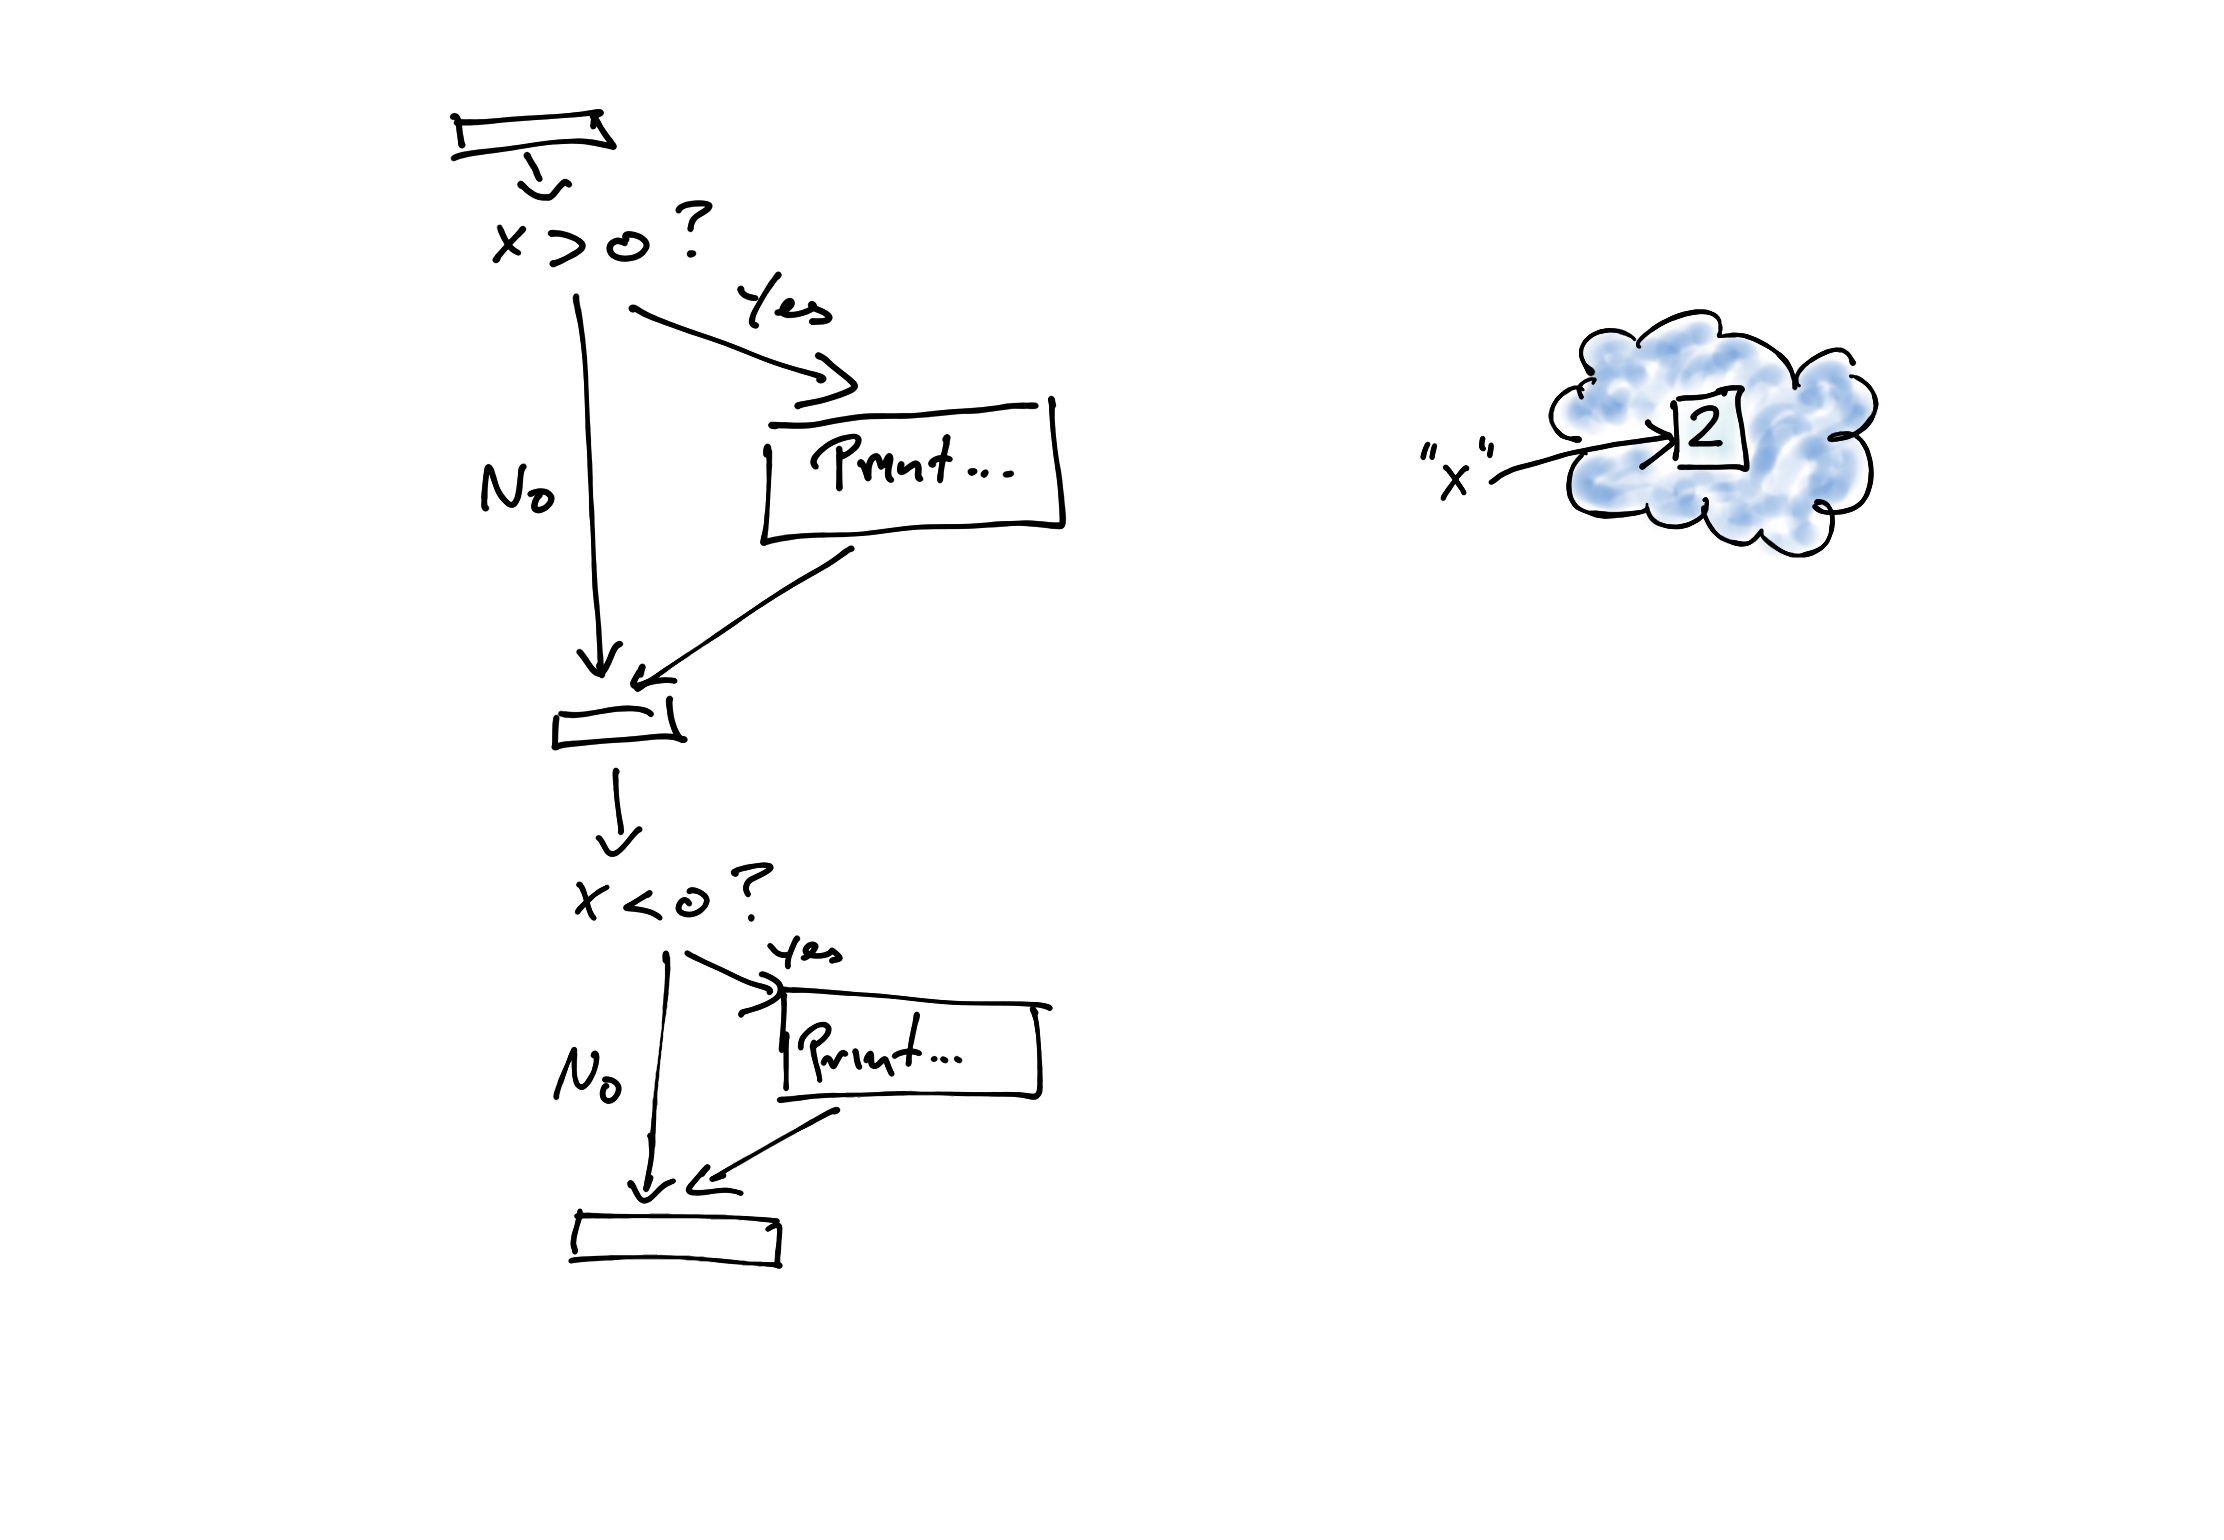 x > 0 ?
Yes
No
Print...
x < 0 ?
Yes
No
Print...
"x"
2